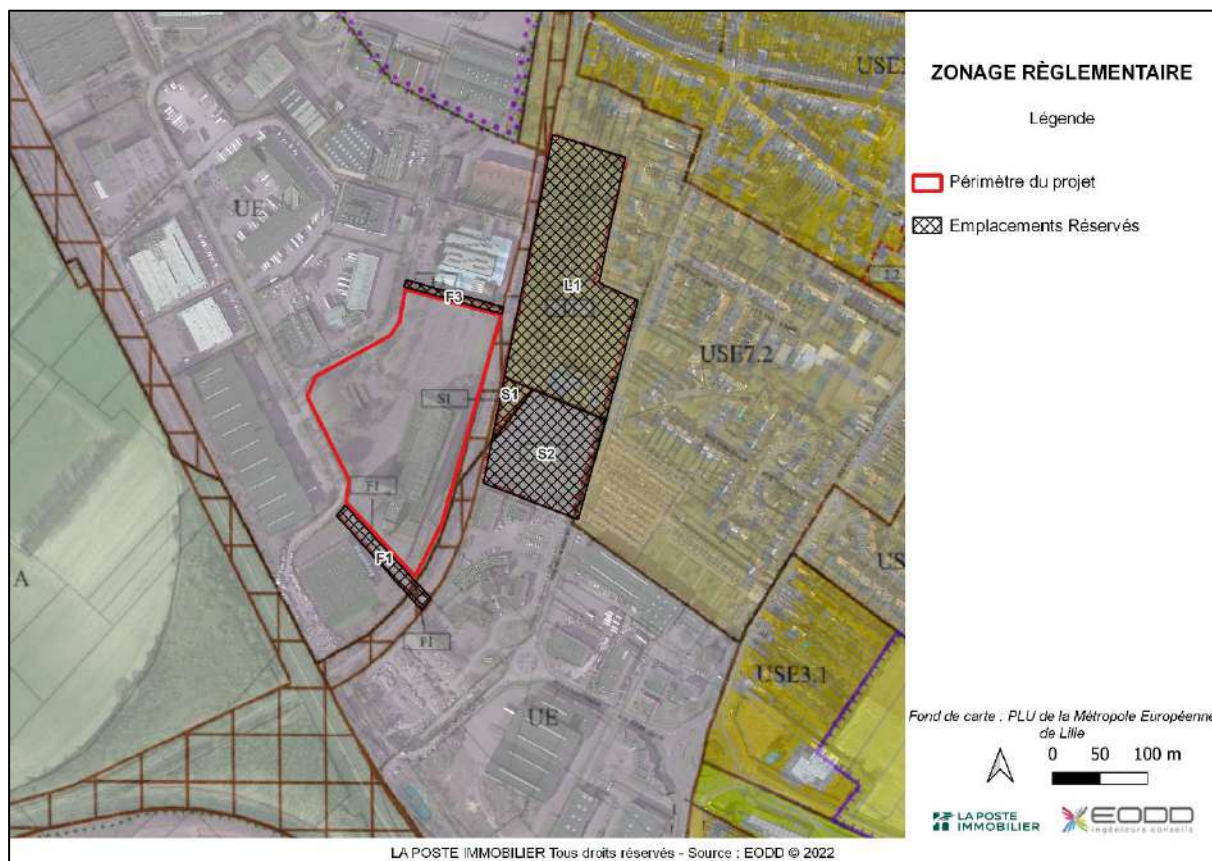 ZONAGE RÈGLEMENTAIRE
Légende
Périmètre du projet
Emplacements Réservés
UE
F3
L1
USE7.2
S1
S1
S2
F1
F1
A
F1
USE3.1
UE
Fond de carte : PLU de la Métropole Européenne
de Lille
0 50 100 m
LA POSTE
IMMOBILIER
EODD
ingénieurs conseils
LA POSTE IMMOBILIER Tous droits réservés - Source : EODD © 2022